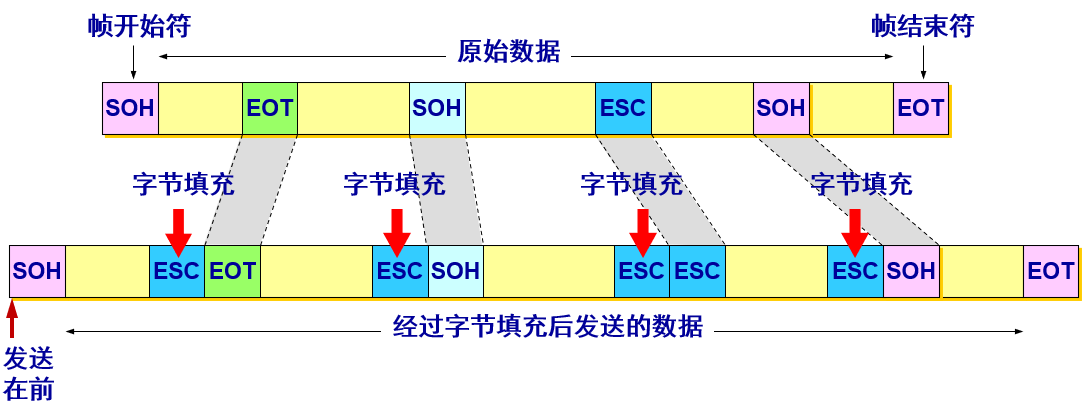 帧开始符
原始数据
帧结束符
SOH EOT SOH ESC SOH EOT
字节填充 字节填充 字节填充 字节填充
SOH ESC EOT ESC SOH ESC ESC ESC SOH EOT
经过字节填充后发送的数据
发送
在前